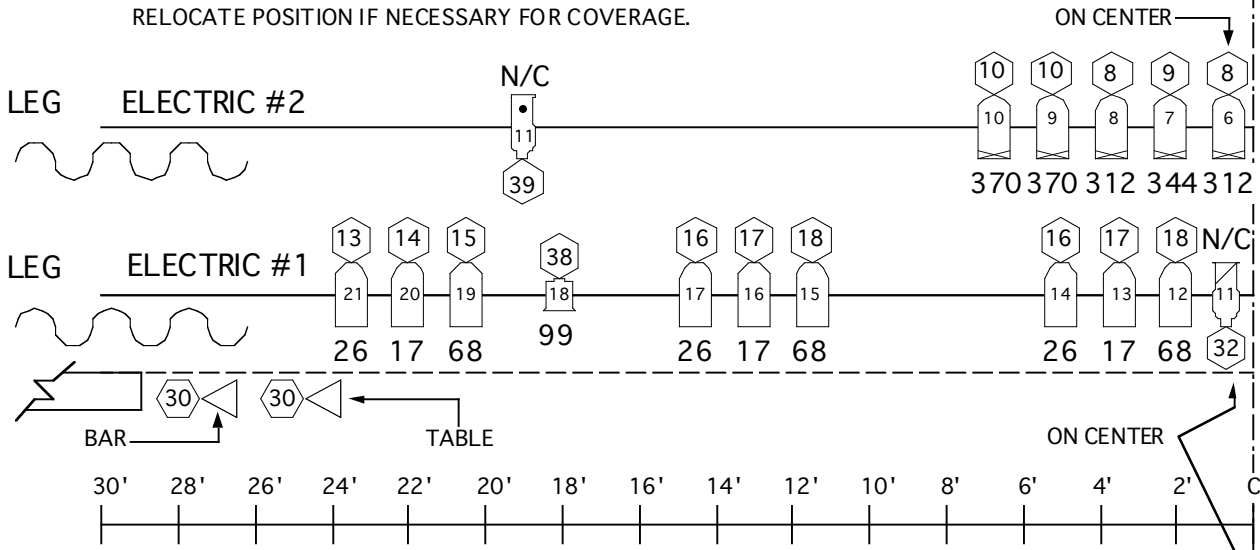 RELOCATE POSITION IF NECESSARY FOR COVERAGE.
ON CENTER
N/C
10 10 8 9 8
LEG ELECTRIC #2
11
10 9 8 7 6
39
370 370 312 344 312
13 14 15 38 16 17 18 16 17 18 N/C
LEG ELECTRIC #1
21 20 19 18 17 16 15 14 13 12 11
26 17 68 99 26 17 68 26 17 68 32
30 30
BAR TABLE ON CENTER
30' 28' 26' 24' 22' 20' 18' 16' 14' 12' 10' 8' 6' 4' 2' C